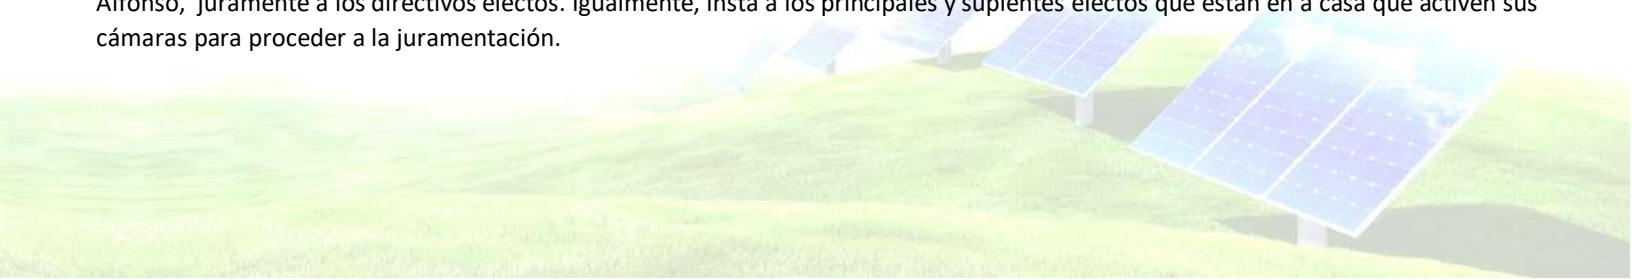 Alfonso, juramente a los directivos electos. Igualmente, insta a los principales y suplentes electos que están en a casa que activen sus
cámaras para proceder a la juramentación.